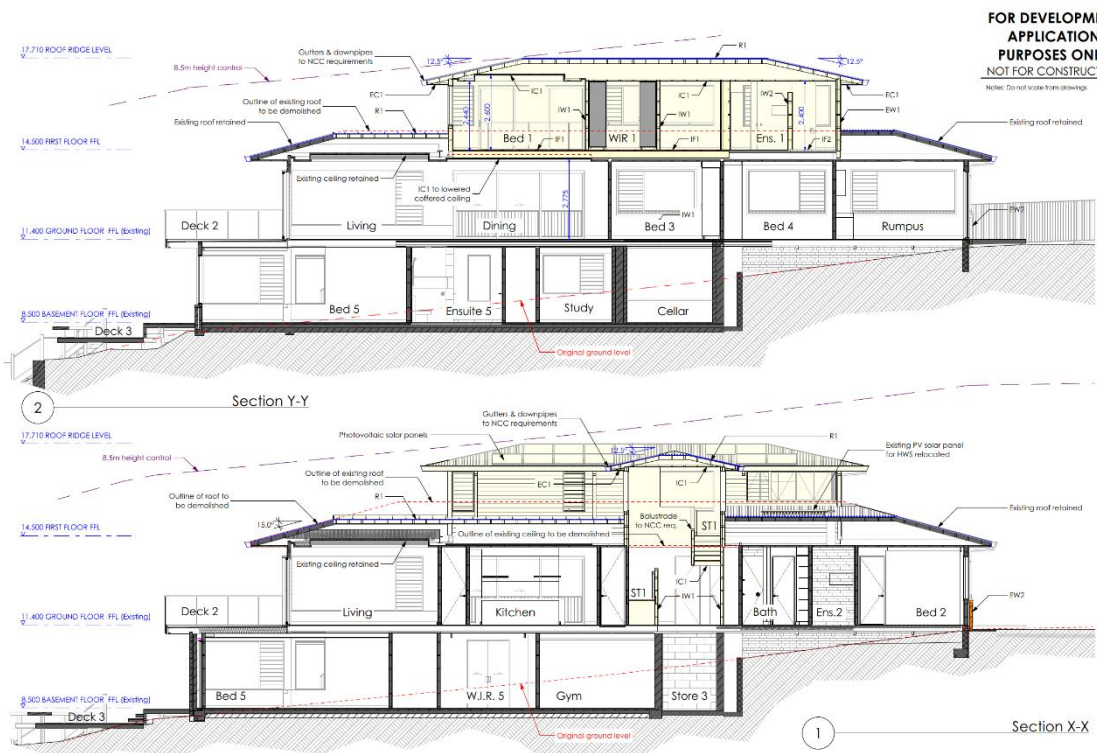 FOR DEVELOPME
APPLICATION
PURPOSES ONL
NOT FOR CONSTRUCT
Notes: Do not scale from drawings
17.710 ROOF RIDGE LEVEL
8.5m height control
Gutters & downpipes
to NCC requirements
12.5°
R1
12.5°
Outline of existing roof
to be demolished
R1
Existing roof retained
EC1
2,440
2,600
IC1
IW1
IC1
IW1
IW2
2,400
EC1
EW1
Existing roof retained
14.500 FIRST FLOOR FFL
Bed 1
IF1
WIR 1
IF1
Ens. 1
IF2
Existing ceiling retained
IC1 to lowered
coffered ceiling
2,775
Deck 2
Living
Dining
Bed 3
IW1
Bed 4
Rumpus
EW2
11.400 GROUND FLOOR FFL (Existing)
Bed 5
Ensuite 5
Study
Cellar
8.500 BASEMENT FLOOR FFL (Existing)
Deck 3
Original ground level
2
Section Y-Y
17.710 ROOF RIDGE LEVEL
8.5m height control
Gutters & downpipes
to NCC requirements
Photovoltaic solar panels
12.5°
R1
Existing PV solar panel
for HWS relocated
Outline of existing roof
to be demolished
EC1
IC1
Outline of roof to
be demolished
R1
15.0°
Existing roof retained
14.500 FIRST FLOOR FFL
Balustrade
to NCC req.
ST1
Outline of existing ceiling to be demolished
Existing ceiling retained
IC1
Deck 2
Living
Kitchen
ST1
IW1
Bath
Ens.2
Bed 2
EW2
11.400 GROUND FLOOR FFL (Existing)
Bed 5
W.I.R. 5
Gym
Store 3
8.500 BASEMENT FLOOR FFL (Existing)
Deck 3
Original ground level
1
Section X-X